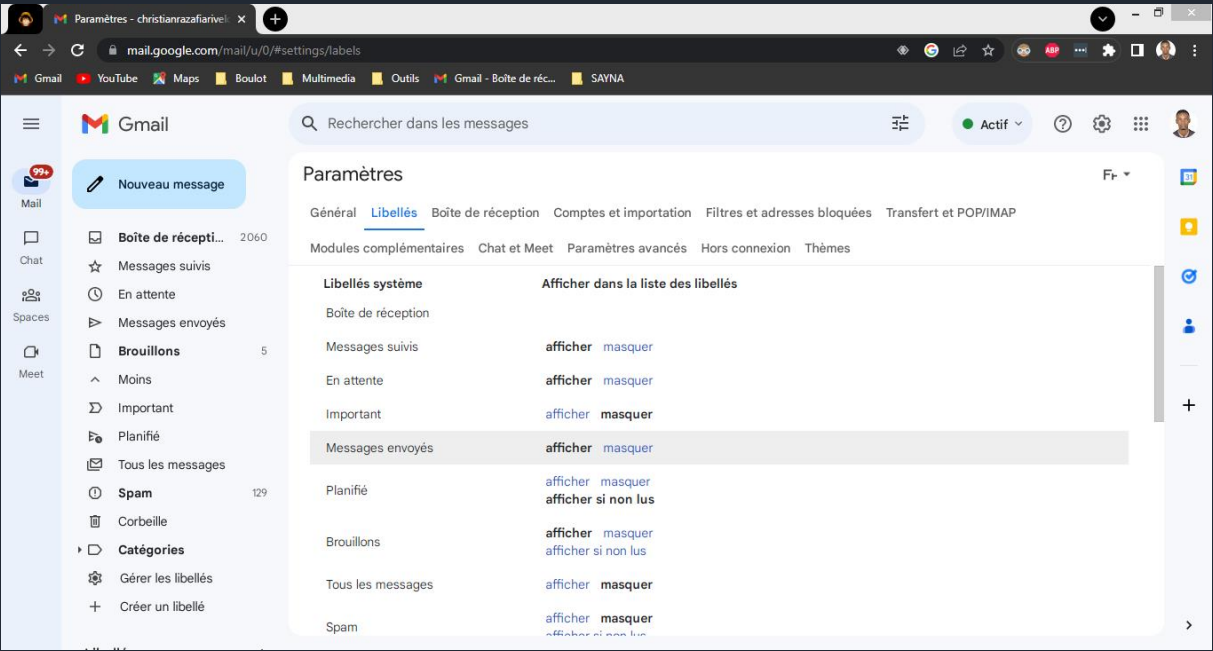 Paramètres - christianrazafiarivel
mail.google.com/mail/u/0/#settings/labels
ABP
Gmail YouTube Maps Boulot Multimedia Outils Gmail - Boîte de réc... SAYNA
Gmail
Rechercher dans les messages
Actif
99+
Mail
Chat
Spaces
Meet
Nouveau message
Boîte de récepti... 2060
Messages suivis
En attente
Messages envoyés
Brouillons 5
Moins
Important
Planifié
Tous les messages
Spam 129
Corbeille
Catégories
Gérer les libellés
Créer un libellé
Paramètres
Général Libellés Boîte de réception Comptes et importation Filtres et adresses bloquées Transfert et POP/IMAP
Modules complémentaires Chat et Meet Paramètres avancés Hors connexion Thèmes
Libellés système Afficher dans la liste des libellés
Boîte de réception
Messages suivis afficher masquer
En attente afficher masquer
Important afficher masquer
Messages envoyés afficher masquer
Planifié afficher masquer
afficher si non lus
Brouillons afficher masquer
afficher si non lus
Tous les messages afficher masquer
Spam afficher masquer
afficher si non lus
31